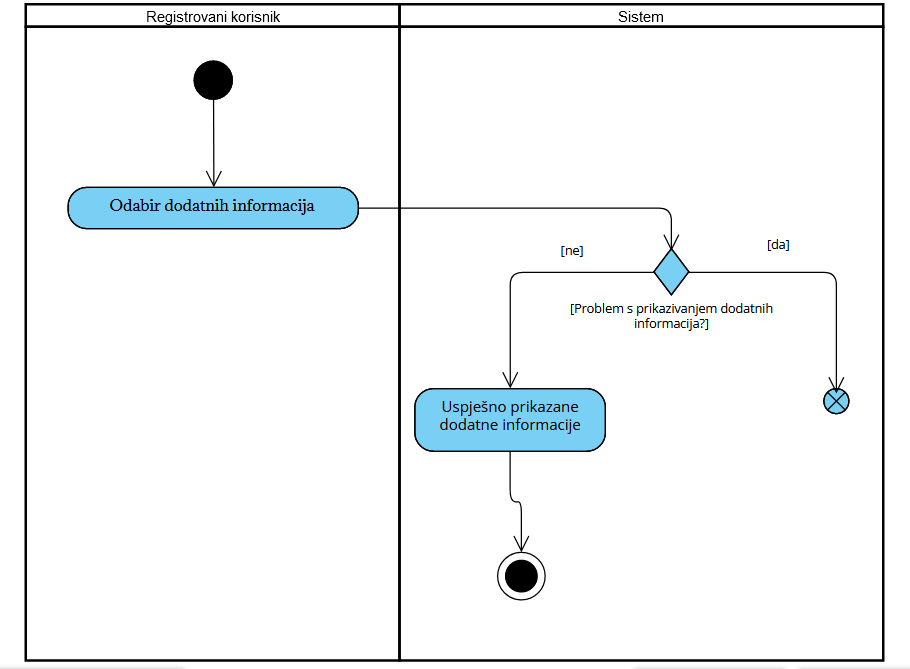 Registrovani korisnik
Sistem
Odabir dodatnih informacija
[ne]
[da]
[Problem s prikazivanjem dodatnih
informacija?]
Uspješno prikazane
dodatne informacije